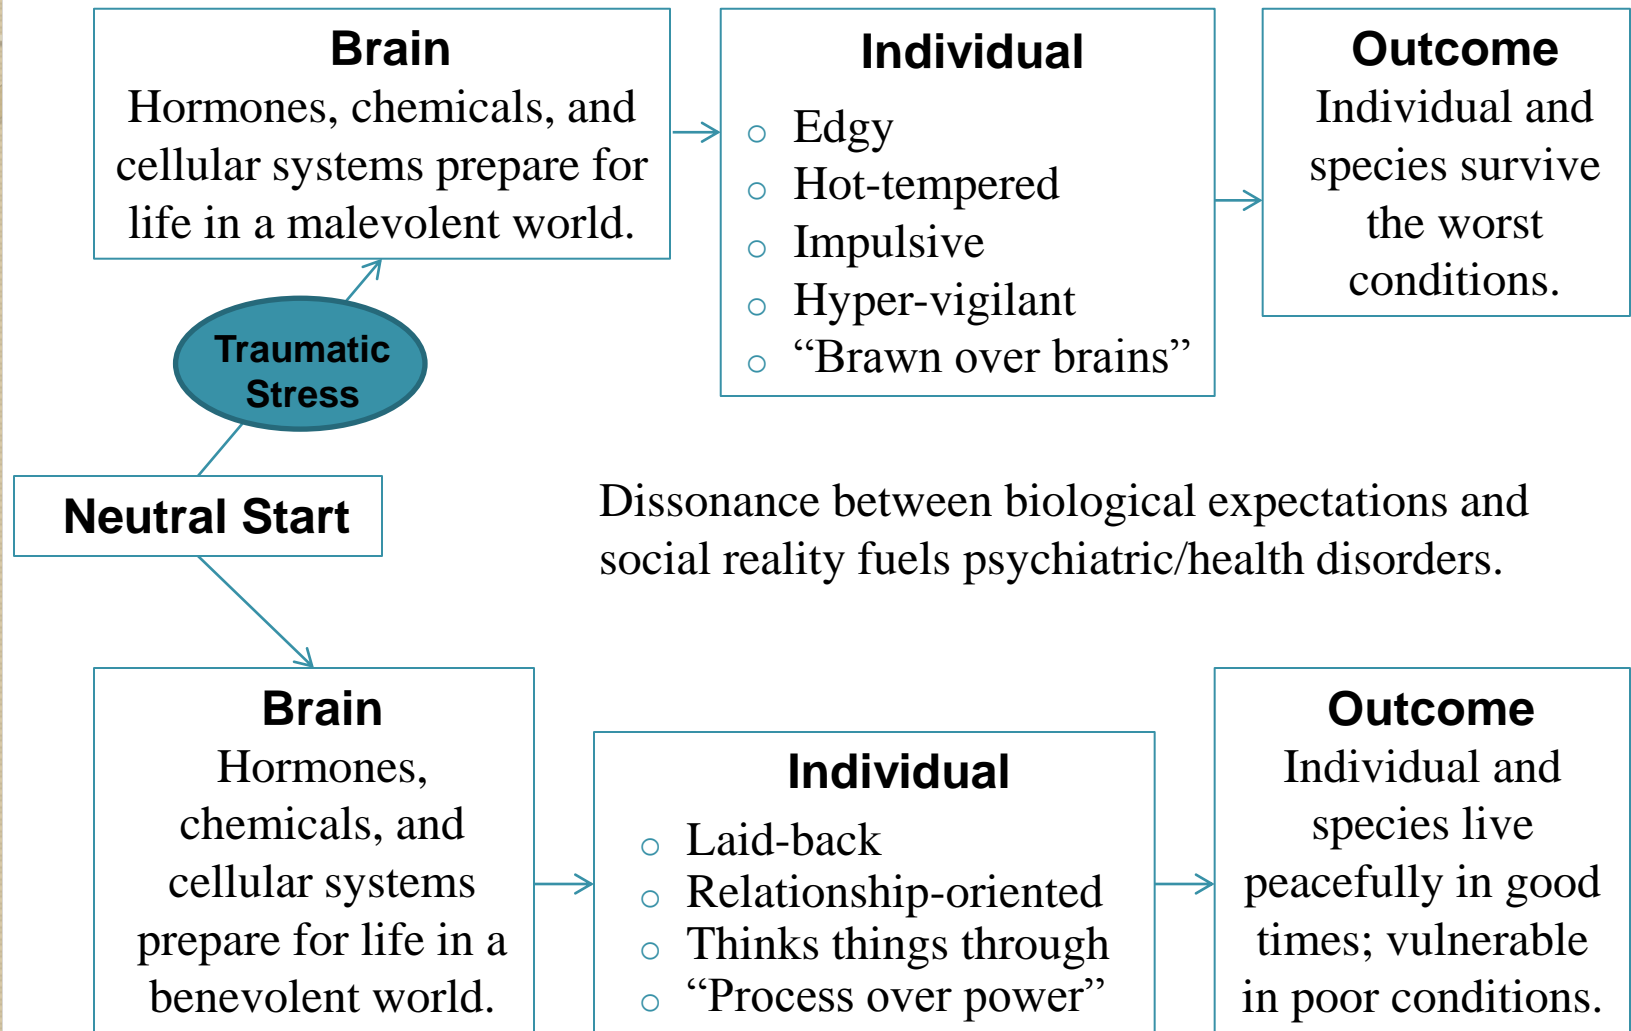 Brain
Hormones, chemicals, and
cellular systems prepare for
life in a malevolent world.
Individual
Edgy
Hot-tempered
Impulsive
Hyper-vigilant
“Brawn over brains”
Outcome
Individual and
species survive
the worst
conditions.
Traumatic
Stress
Neutral Start
Dissonance between biological expectations and
social reality fuels psychiatric/health disorders.
Brain
Hormones,
chemicals, and
cellular systems
prepare for life in a
benevolent world.
Individual
Laid-back
Relationship-oriented
Thinks things through
“Process over power”
Outcome
Individual and
species live
peacefully in good
times; vulnerable
in poor conditions.